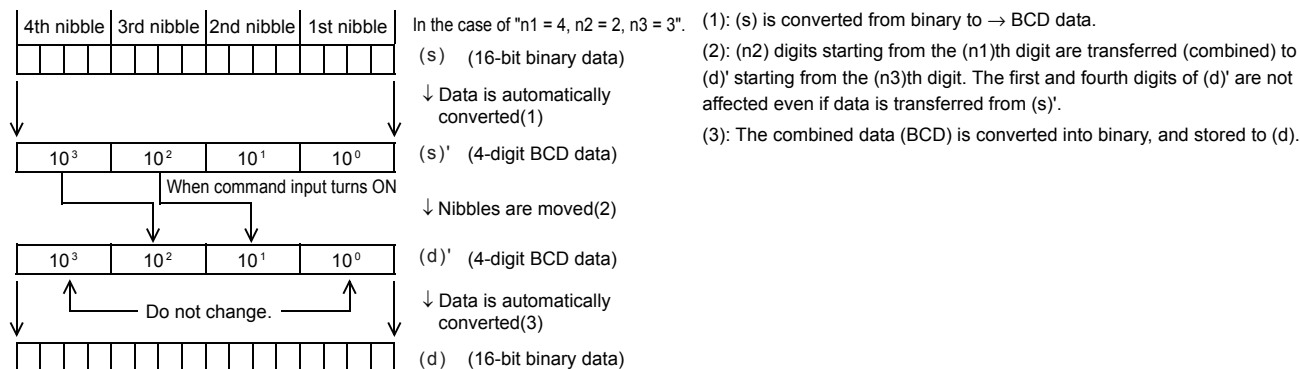 4th nibble 3rd nibble 2nd nibble 1st nibble
In the case of "n1 = 4, n2 = 2, n3 = 3".
(s) (16-bit binary data)
↓ Data is automatically
converted(1)
10³ 10² 10¹ 10⁰
(s)' (4-digit BCD data)
When command input turns ON
↓ Nibbles are moved(2)
10³ 10² 10¹ 10⁰
(d)' (4-digit BCD data)
Do not change.
↓ Data is automatically
converted(3)
(d) (16-bit binary data)
(1): (s) is converted from binary to → BCD data.
(2): (n2) digits starting from the (n1)th digit are transferred (combined) to
(d)' starting from the (n3)th digit. The first and fourth digits of (d)' are not
affected even if data is transferred from (s)'.
(3): The combined data (BCD) is converted into binary, and stored to (d).